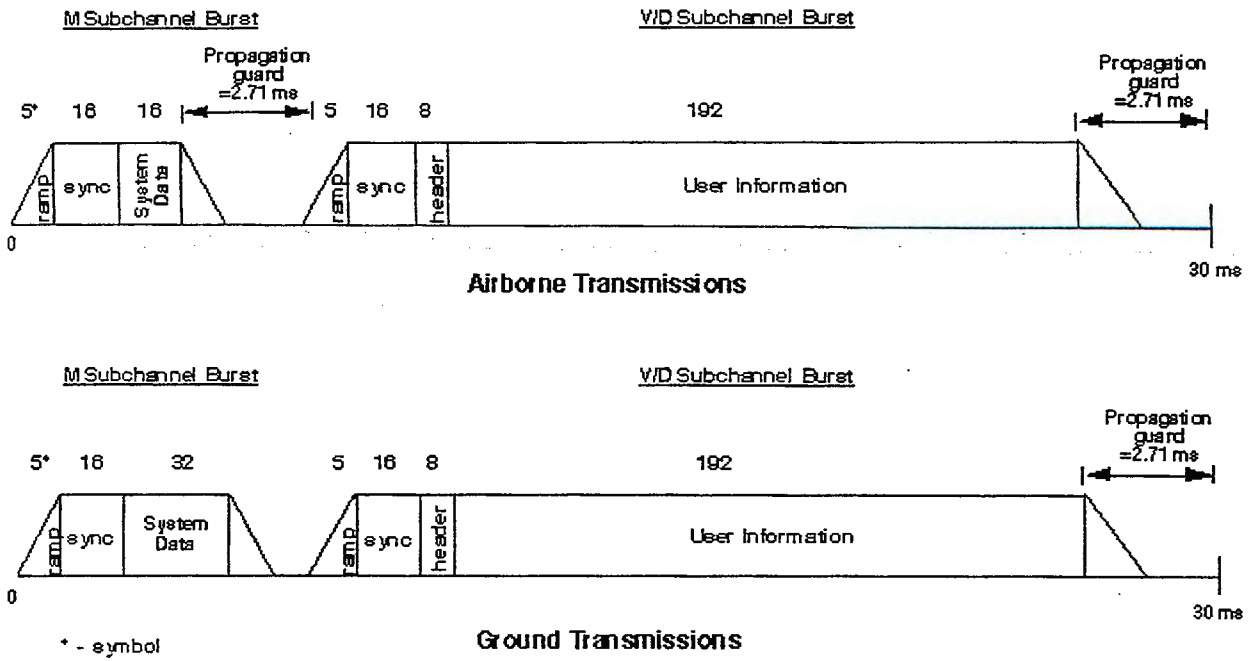 M Subchannel Burst
V/D Subchannel Burst
Propagation
guard
=2.71 ms
Propagation
guard
=2.71 ms
5* 16 16 5 16 8 192
ramp sync System Data ramp sync header User Information
0
30 ms
Airborne Transmissions
M Subchannel Burst
V/D Subchannel Burst
Propagation
guard
=2.71 ms
5* 16 32 5 16 8 192
ramp sync System Data ramp sync header User Information
0
30 ms
* - symbol
Ground Transmissions